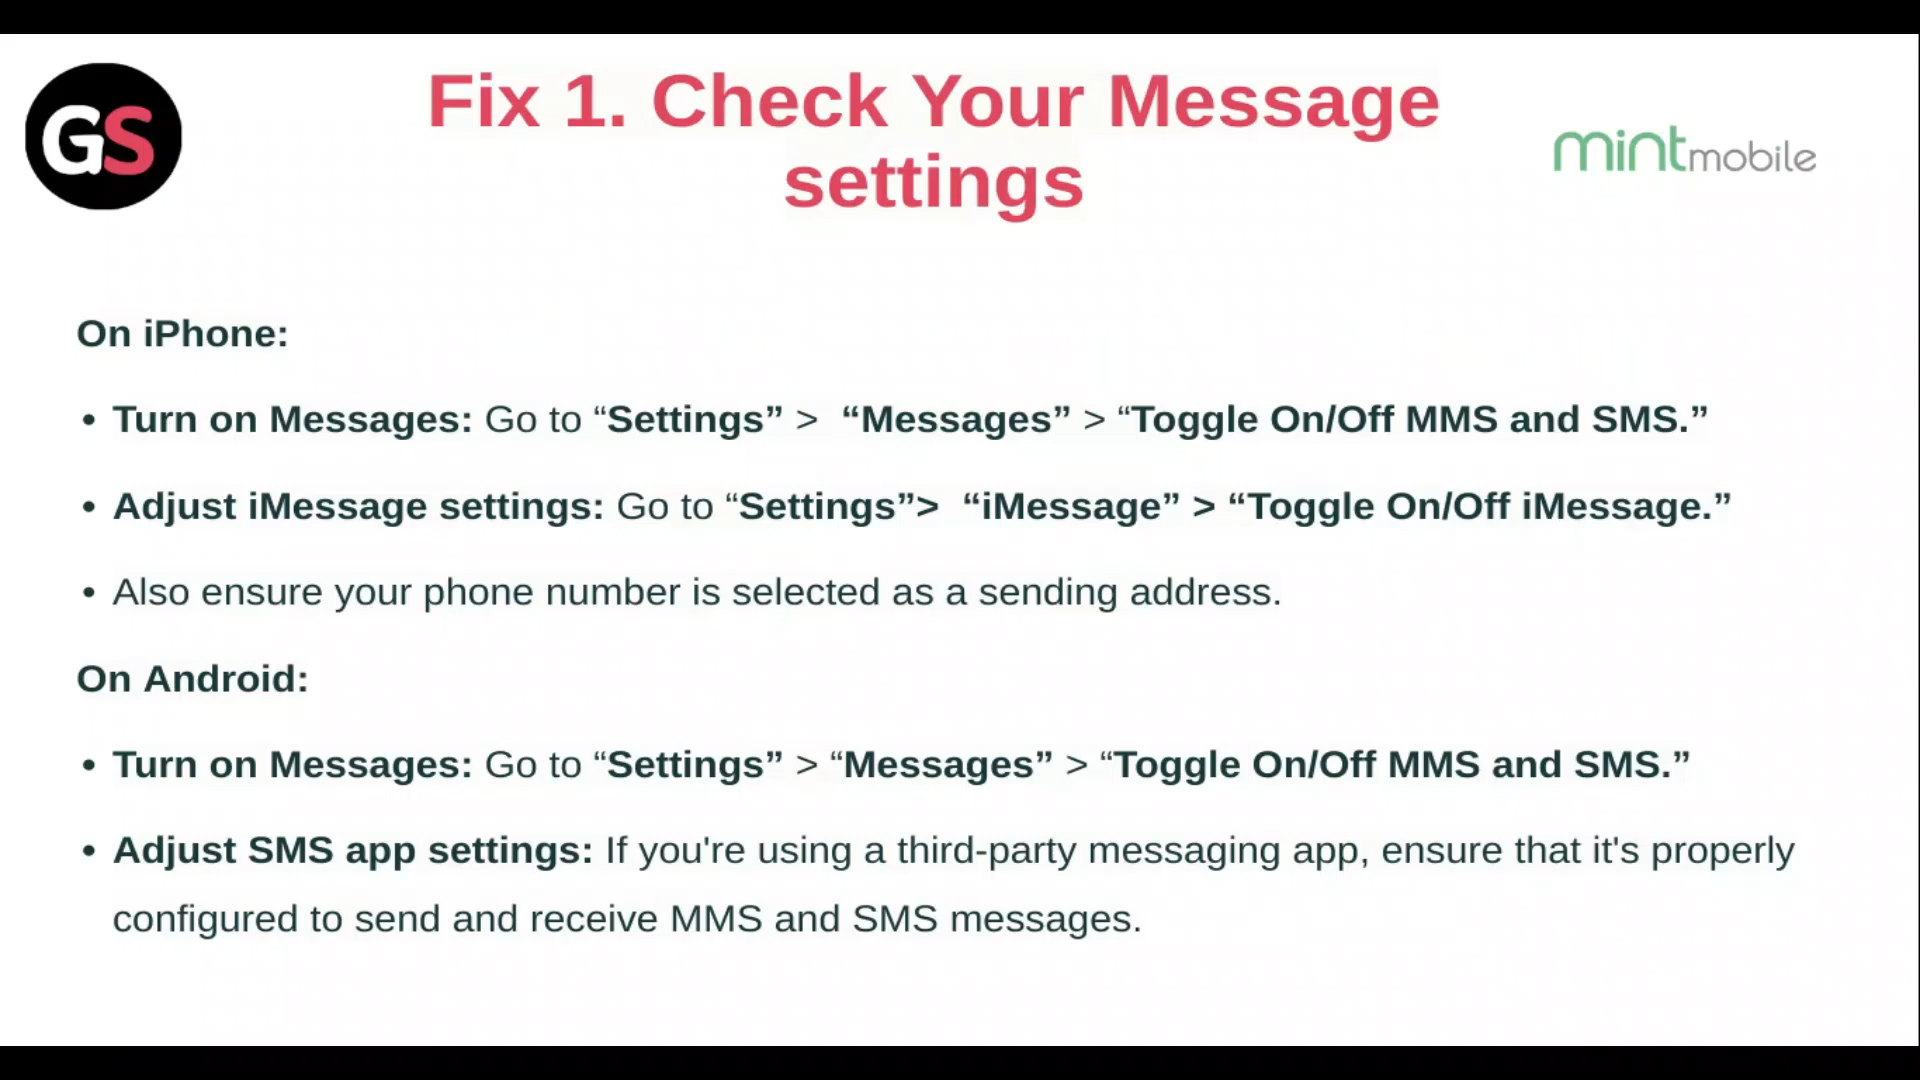 GS
Fix 1. Check Your Message
settings
mintmobile
On iPhone:
• Turn on Messages: Go to “Settings” >  “Messages” > “Toggle On/Off MMS and SMS.”
• Adjust iMessage settings: Go to “Settings”>  “iMessage” > “Toggle On/Off iMessage.”
• Also ensure your phone number is selected as a sending address.
On Android:
• Turn on Messages: Go to “Settings” > “Messages” > “Toggle On/Off MMS and SMS.”
• Adjust SMS app settings: If you're using a third-party messaging app, ensure that it's properly
configured to send and receive MMS and SMS messages.